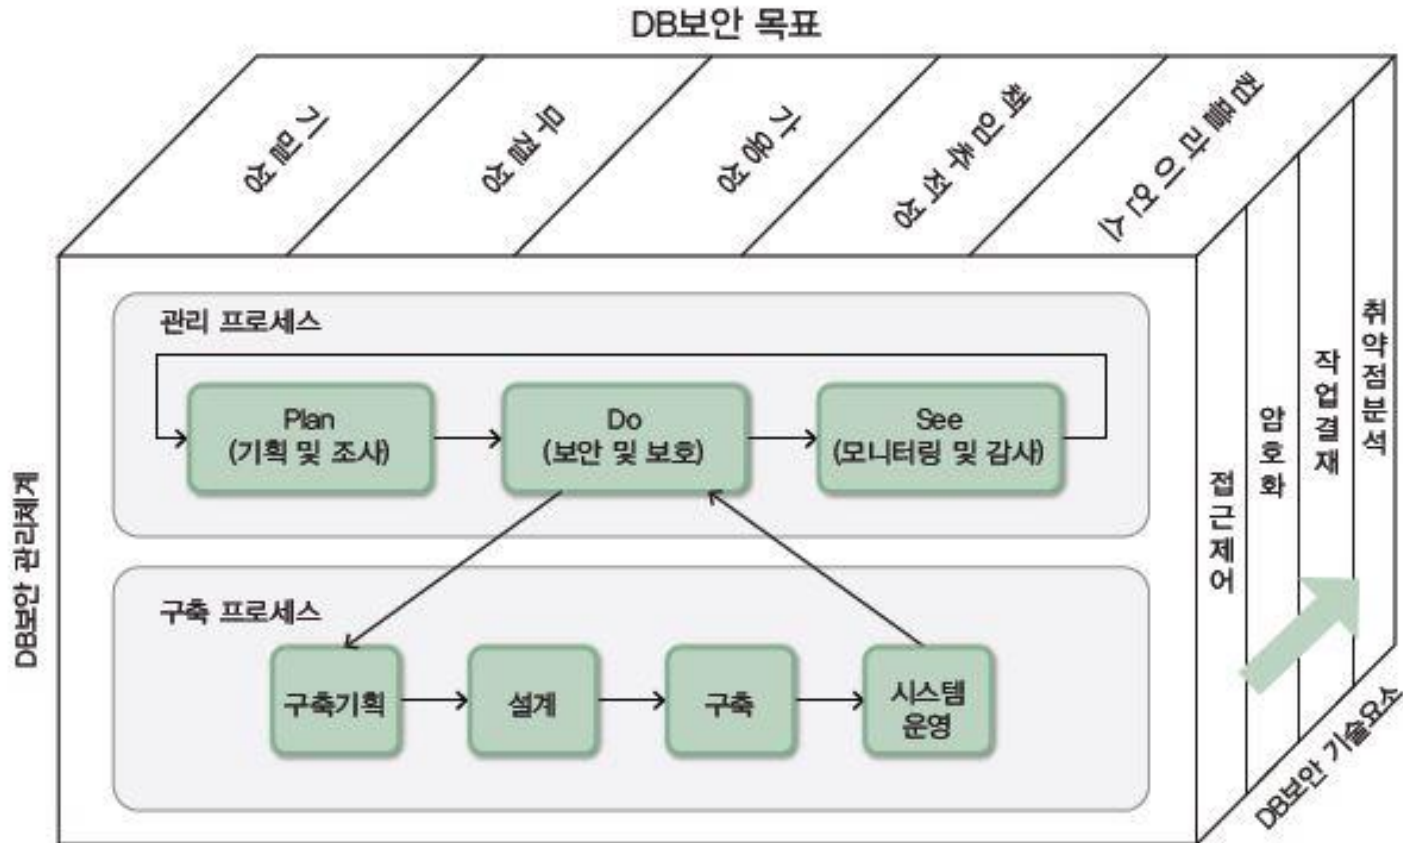 DB보안 목표
기밀성
무결성
가용성
책임추적성
컴플라이언스
관리 프로세스
Plan
(기획 및 조사)
Do
(보안 및 보호)
See
(모니터링 및 감사)
구축 프로세스
구축기획
설계
구축
시스템
운영
DB보안 관리체계
접근제어
암호화
작업결재
취약점분석
DB보안 기술요소